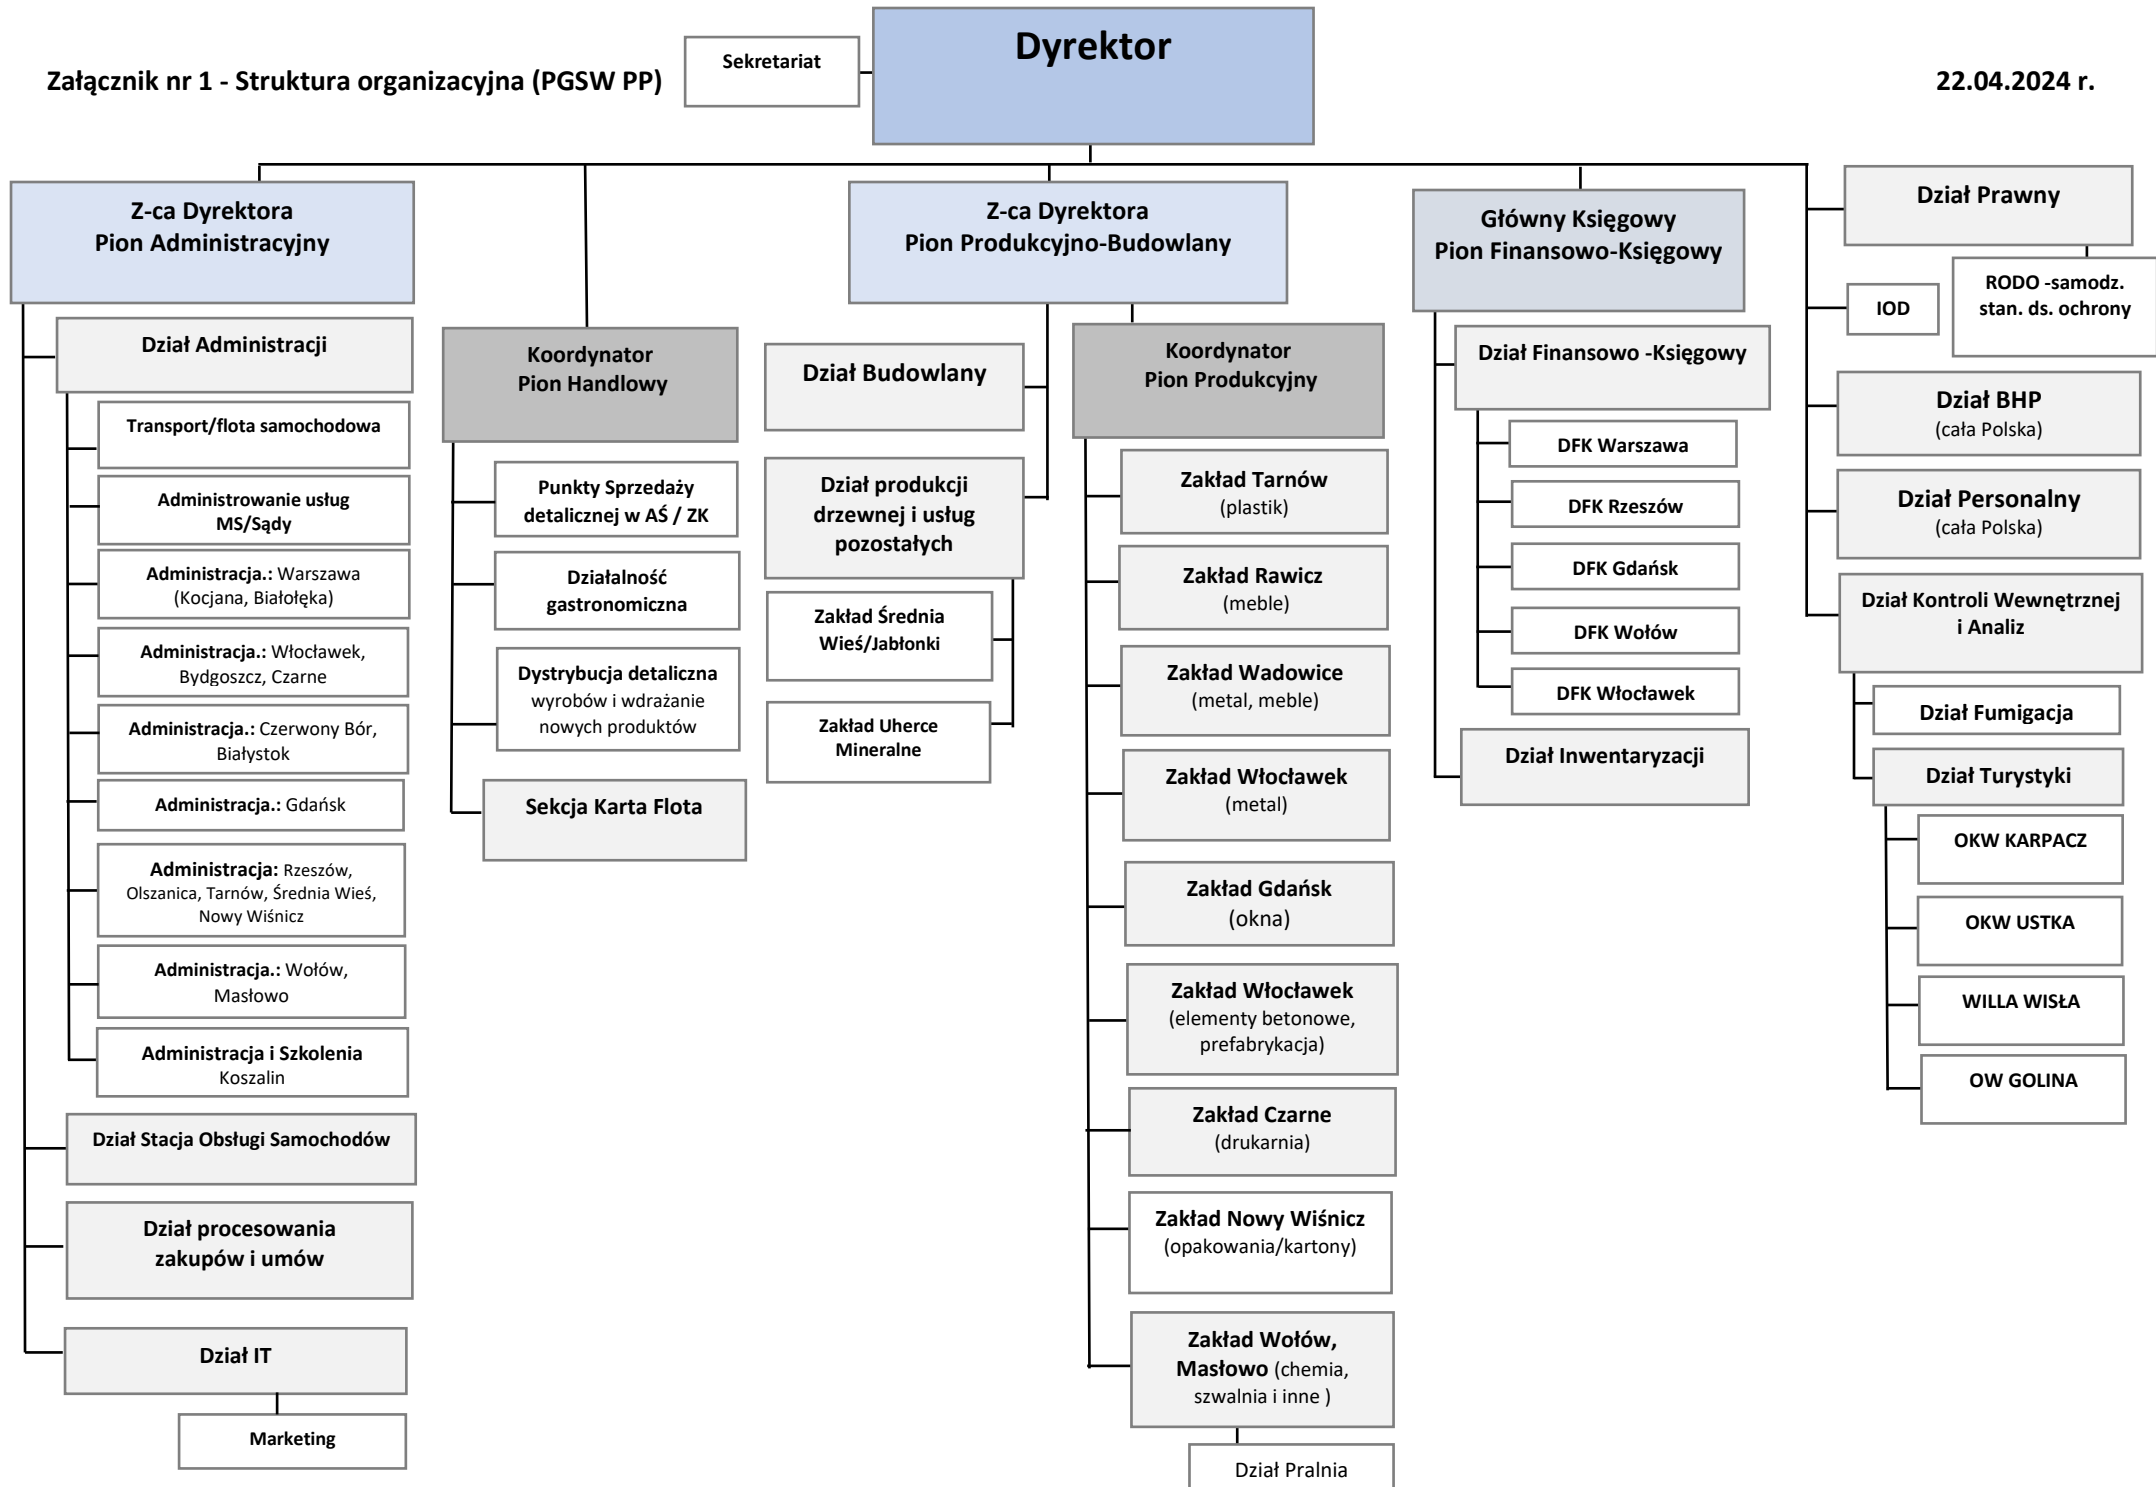 Dyrektor
Sekretariat
Załącznik nr 1 - Struktura organizacyjna (PGSW PP)
22.04.2024 r.
Z-ca Dyrektora
Pion Administracyjny
Dział Administracji
Transport/flota samochodowa
Administrowanie usług
MS/Sądy
Administracja.: Warszawa
(Kocjana, Białołęka)
Administracja.: Włocławek,
Bydgoszcz, Czarne
Administracja.: Czerwony Bór,
Białystok
Administracja.: Gdańsk
Administracja: Rzeszów,
Olszanica, Tarnów, Średnia Wieś,
Nowy Wiśnicz
Administracja.: Wołów,
Masłowo
Administracja i Szkolenia
Koszalin
Dział Stacja Obsługi Samochodów
Dział procesowania
zakupów i umów
Dział IT
Marketing
Koordynator
Pion Handlowy
Punkty Sprzedaży
detalicznej w AŚ / ZK
Działalność
gastronomiczna
Dystrybucja detaliczna
wyrobów i wdrażanie
nowych produktów
Sekcja Karta Flota
Z-ca Dyrektora
Pion Produkcyjno-Budowlany
Dział Budowlany
Dział produkcji
drzewnej i usług
pozostałych
Zakład Średnia
Wieś/Jabłonki
Zakład Uherce
Mineralne
Koordynator
Pion Produkcyjny
Zakład Tarnów
(plastik)
Zakład Rawicz
(meble)
Zakład Wadowice
(metal, meble)
Zakład Włocławek
(metal)
Zakład Gdańsk
(okna)
Zakład Włocławek
(elementy betonowe,
prefabrykacja)
Zakład Czarne
(drukarnia)
Zakład Nowy Wiśnicz
(opakowania/kartony)
Zakład Wołów,
Masłowo (chemia,
szwalnia i inne )
Dział Pralnia
Główny Księgowy
Pion Finansowo-Księgowy
Dział Finansowo -Księgowy
DFK Warszawa
DFK Rzeszów
DFK Gdańsk
DFK Wołów
DFK Włocławek
Dział Inwentaryzacji
Dział Prawny
RODO -samodz.
stan. ds. ochrony
IOD
Dział BHP
(cała Polska)
Dział Personalny
(cała Polska)
Dział Kontroli Wewnętrznej
i Analiz
Dział Fumigacja
Dział Turystyki
OKW KARPACZ
OKW USTKA
WILLA WISŁA
OW GOLINA